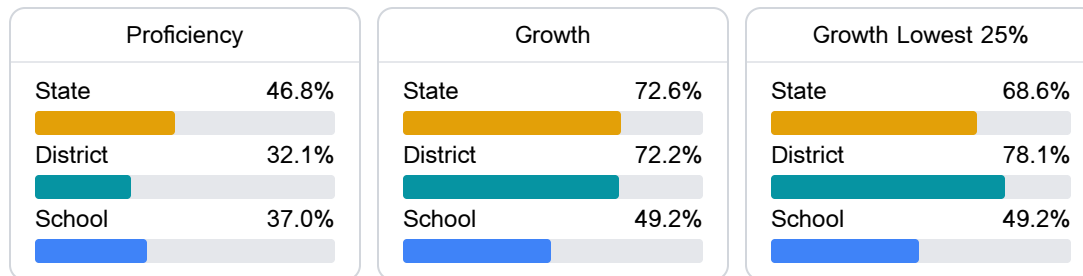 Proficiency
State 46.8%
District 32.1%
School 37.0%
Growth
State 72.6%
District 72.2%
School 49.2%
Growth Lowest 25%
State 68.6%
District 78.1%
School 49.2%